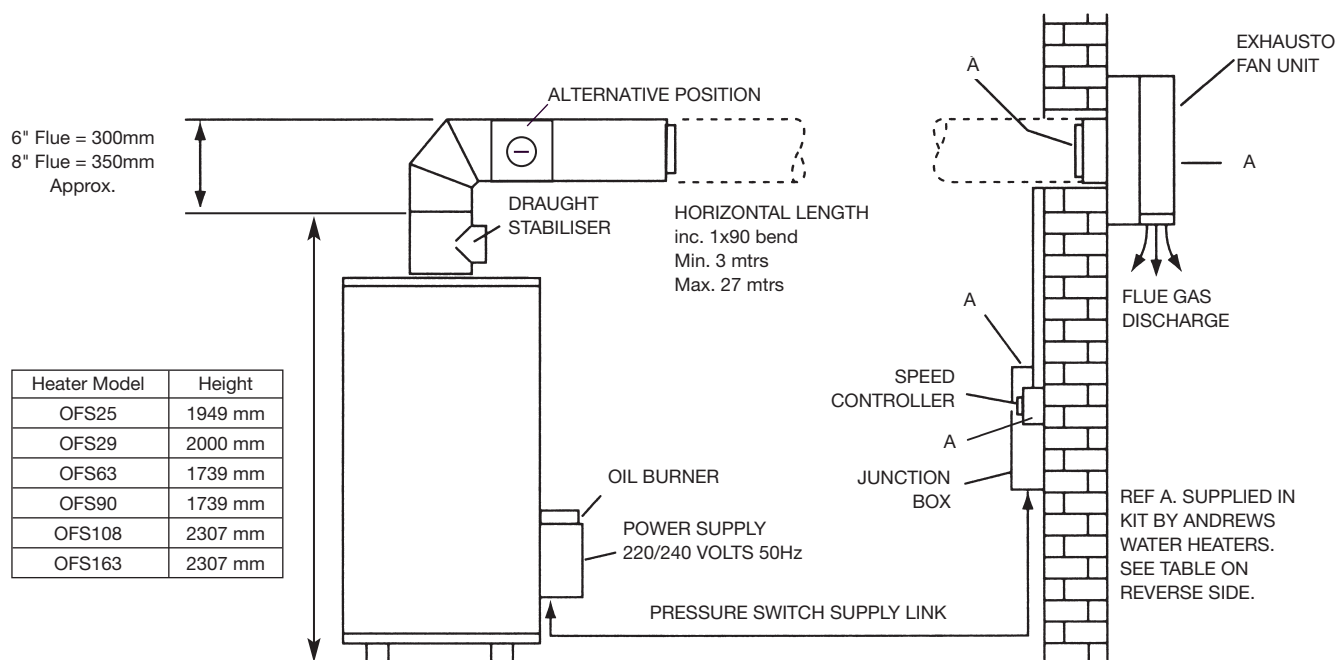 6" Flue = 300mm
8" Flue = 350mm
Approx.
ALTERNATIVE POSITION
DRAUGHT
STABILISER
HORIZONTAL LENGTH
inc. 1x90 bend
Min. 3 mtrs
Max. 27 mtrs
A
EXHAUSTO
FAN UNIT
A
FLUE GAS
DISCHARGE
A
SPEED
CONTROLLER
A
JUNCTION
BOX
Heater Model Height
OFS25 1949 mm
OFS29 2000 mm
OFS63 1739 mm
OFS90 1739 mm
OFS108 2307 mm
OFS163 2307 mm
OIL BURNER
POWER SUPPLY
220/240 VOLTS 50Hz
PRESSURE SWITCH SUPPLY LINK
REF A. SUPPLIED IN
KIT BY ANDREWS
WATER HEATERS.
SEE TABLE ON
REVERSE SIDE.